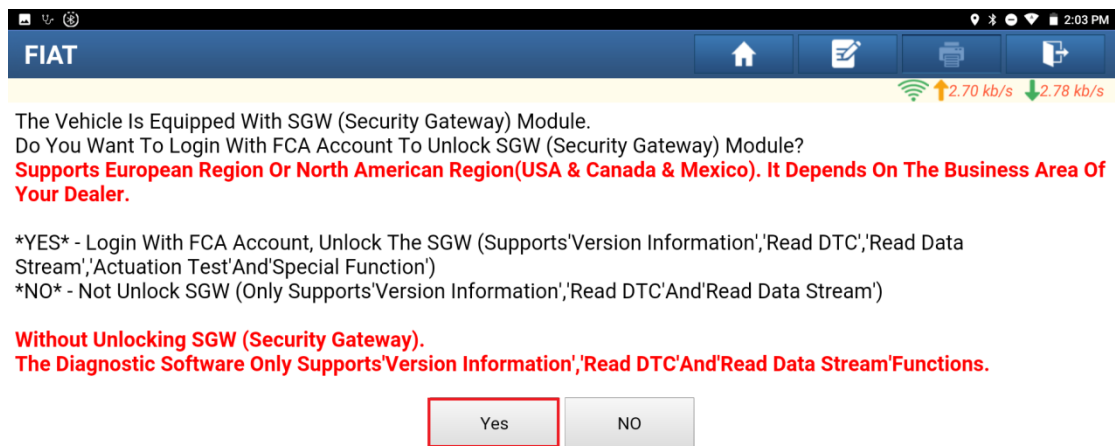 2:03 PM
FIAT
2.70 kb/s 2.78 kb/s
The Vehicle Is Equipped With SGW (Security Gateway) Module.
Do You Want To Login With FCA Account To Unlock SGW (Security Gateway) Module?
Supports European Region Or North American Region(USA & Canada & Mexico). It Depends On The Business Area Of
Your Dealer.
*YES* - Login With FCA Account, Unlock The SGW (Supports'Version Information','Read DTC','Read Data
Stream','Actuation Test'And'Special Function')
*NO* - Not Unlock SGW (Only Supports'Version Information','Read DTC'And'Read Data Stream')
Without Unlocking SGW (Security Gateway).
The Diagnostic Software Only Supports'Version Information','Read DTC'And'Read Data Stream'Functions.
Yes NO